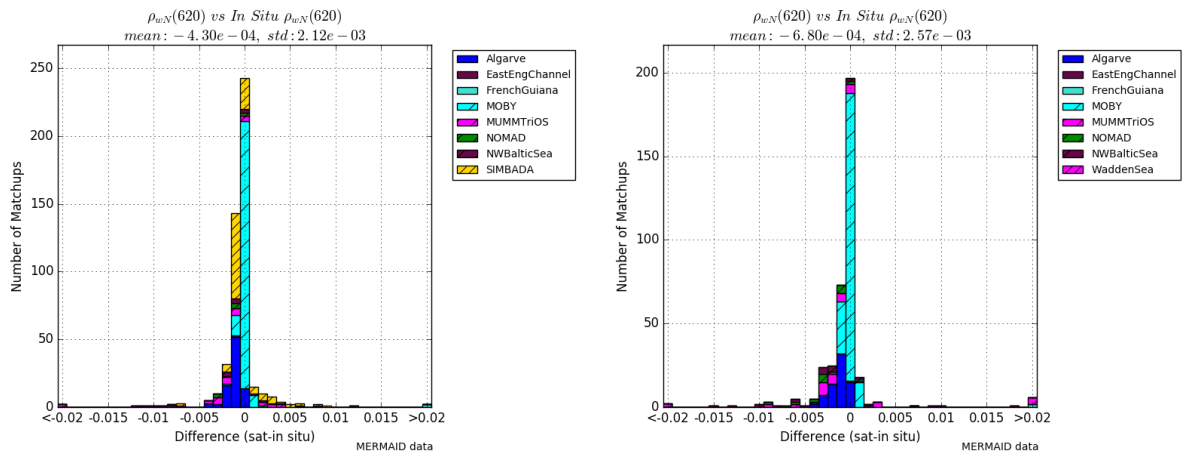 ρwN(620) vs In Situ ρwN(620)
mean: −4.30e−04, std:2.12e−03
Number of Matchups
250
200
150
100
50
0
<-0.02 -0.015 -0.01 -0.005 0 0.005 0.01 0.015 >0.02
Difference (sat-in situ)
MERMAID data
Algarve
EastEngChannel
FrenchGuiana
MOBY
MUMMTriOS
NOMAD
NWBalticSea
SIMBADA
ρwN(620) vs In Situ ρwN(620)
mean: −6.80e−04, std:2.57e−03
Number of Matchups
200
150
100
50
0
<-0.02 -0.015 -0.01 -0.005 0 0.005 0.01 0.015 >0.02
Difference (sat-in situ)
MERMAID data
Algarve
EastEngChannel
FrenchGuiana
MOBY
MUMMTriOS
NOMAD
NWBalticSea
WaddenSea